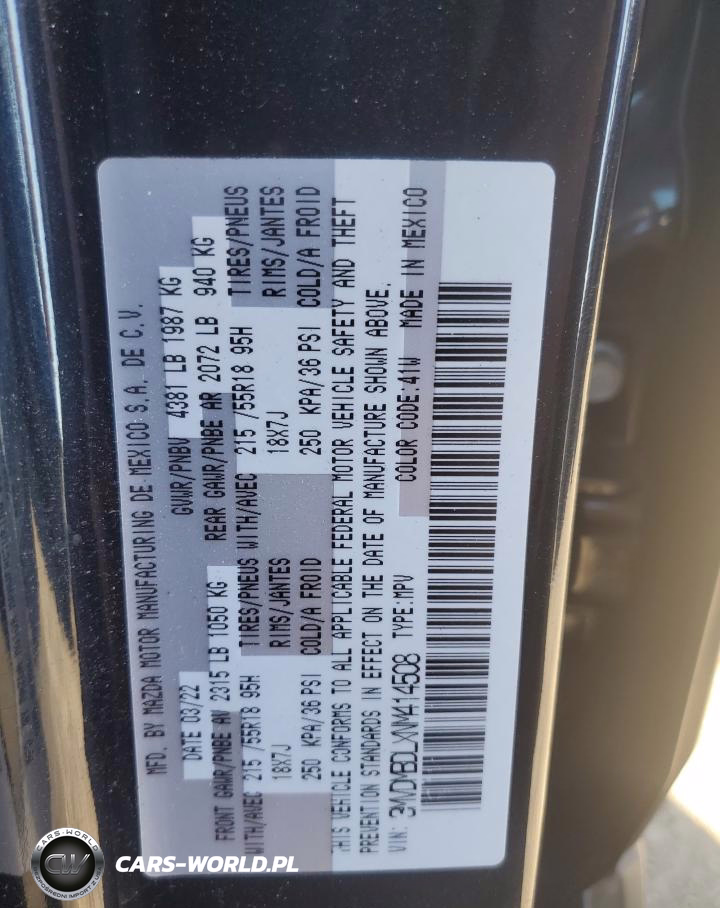 MFD. BY MAZDA MOTOR MANUFACTURING DE MEXICO S.A. DE C.V.
DATE 03/22 GVWR/PNBV 4381 LB 1987 KG
FRONT GAWR/PNBE AV 2315 LB 1050 KG REAR GAWR/PNBE AR 2072 LB 940 KG
WITH/AVEC 215 /55R18 95H TIRES/PNEUS WITH/AVEC 215 /55R18 95H TIRES/PNEUS
18X7J RIMS/JANTES 18X7J RIMS/JANTES
250 KPA/36 PSI COLD/A FROID 250 KPA/36 PSI COLD/A FROID
THIS VEHICLE CONFORMS TO ALL APPLICABLE FEDERAL MOTOR VEHICLE SAFETY AND THEFT
PREVENTION STANDARDS IN EFFECT ON THE DATE OF MANUFACTURE SHOWN ABOVE.
VIN: 3MVDMBDLXNM414508 TYPE:MPV COLOR CODE:41W MADE IN MEXICO
CARS-WORLD
CW
CARS-WORLD.PL